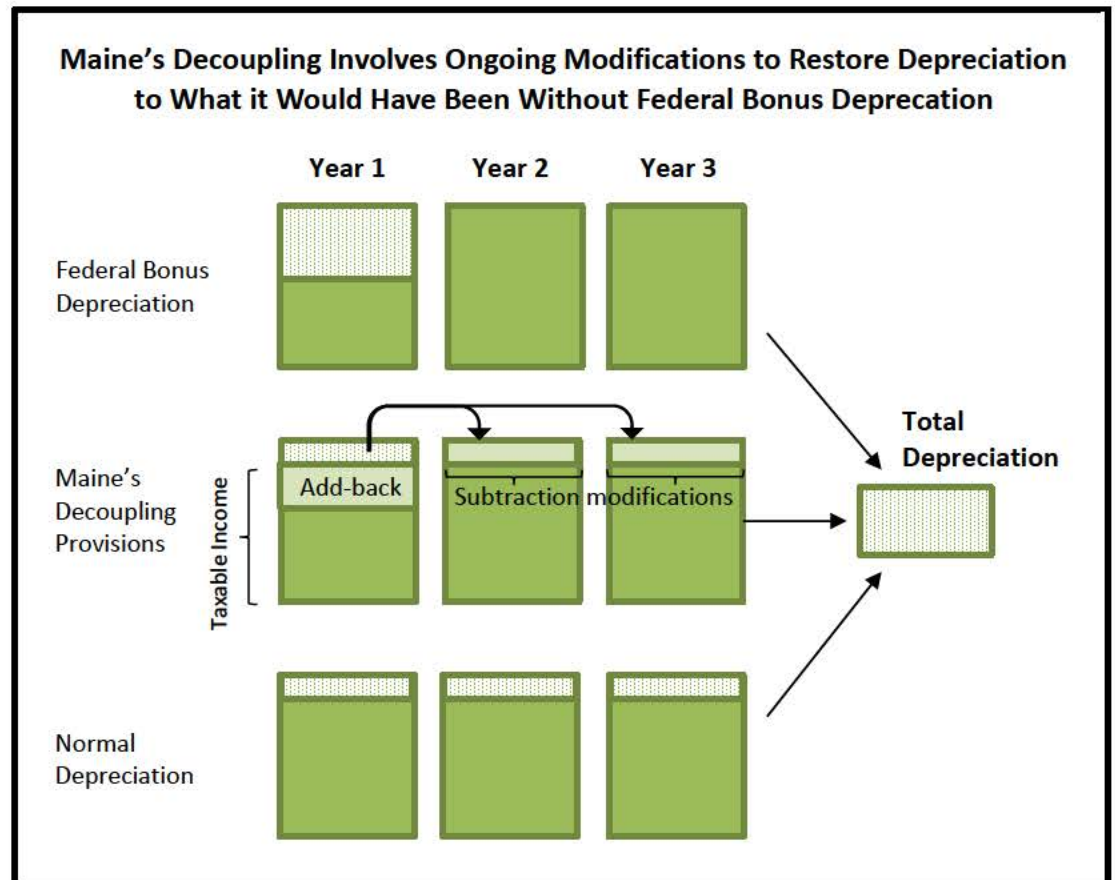 Maine's Decoupling Involves Ongoing Modifications to Restore Depreciation
to What it Would Have Been Without Federal Bonus Deprecation
Year 1
Year 2
Year 3
Federal Bonus
Depreciation
Total
Depreciation
Maine's
Decoupling
Provisions
Taxable Income
Add-back
Subtraction modifications
Normal
Depreciation